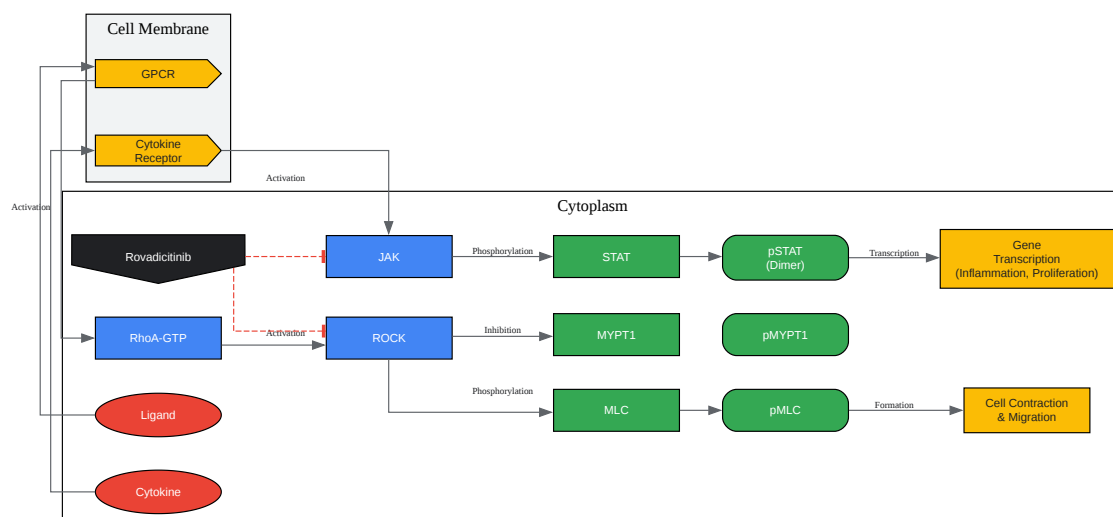 Cell Membrane
GPCR
Cytokine
Receptor
Activation
Activation
Cytoplasm
Rovadicitinib
JAK
Phosphorylation
STAT
pSTAT
(Dimer)
Transcription
Gene
Transcription
(Inflammation, Proliferation)
RhoA-GTP
Activation
ROCK
Inhibition
MYPT1
pMYPT1
Ligand
Phosphorylation
MLC
pMLC
Formation
Cell Contraction
& Migration
Cytokine